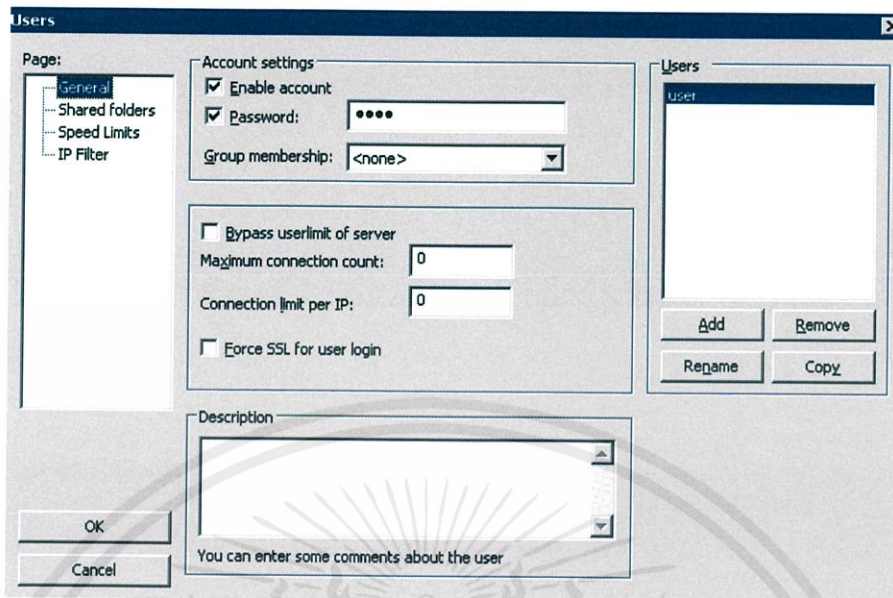 Users
Page:
General
Shared folders
Speed Limits
IP Filter
OK
Cancel
Account settings
Enable account
Password: ••••
Group membership: <none>
Bypass userlimit of server
Maximum connection count: 0
Connection limit per IP: 0
Force SSL for user login
Description
You can enter some comments about the user
Users
user
Add Remove
Rename Copy